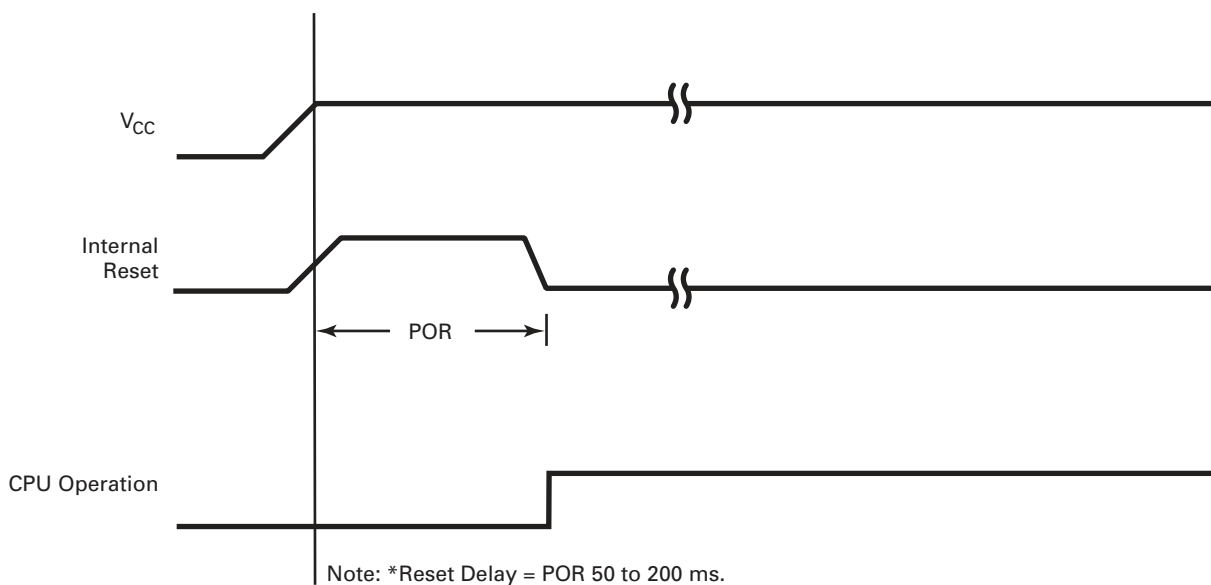 VCC
Internal
Reset
POR
CPU Operation
Note: *Reset Delay = POR 50 to 200 ms.